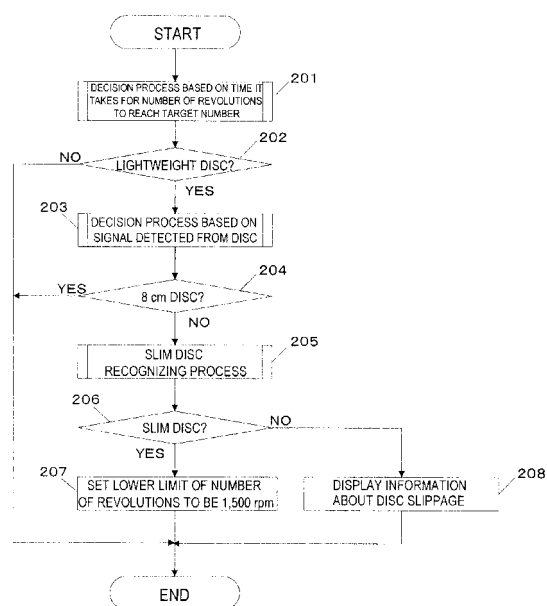 START
201
DECISION PROCESS BASED ON TIME IT
TAKES FOR NUMBER OF REVOLUTIONS
TO REACH TARGET NUMBER
202
NO
LIGHTWEIGHT DISC?
YES
203
DECISION PROCESS BASED ON
SIGNAL DETECTED FROM DISC
204
YES
8 cm DISC?
NO
205
SLIM DISC
RECOGNIZING PROCESS
206
SLIM DISC?
NO
YES
207
SET LOWER LIMIT OF NUMBER
OF REVOLUTIONS TO BE 1,500 rpm
DISPLAY INFORMATION
ABOUT DISC SLIPPAGE
208
END